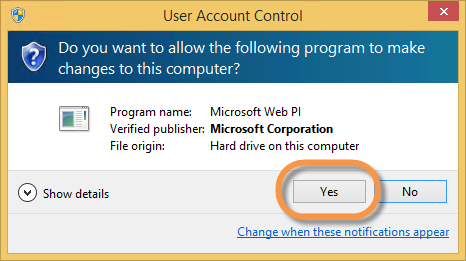 User Account Control
Do you want to allow the following program to make
changes to this computer?
Program name: Microsoft Web PI
Verified publisher: Microsoft Corporation
File origin: Hard drive on this computer
Show details
Yes
No
Change when these notifications appear